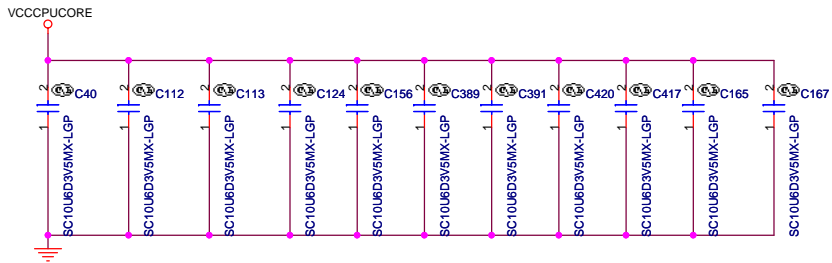 VCCCPUCORE
2 C40 2 C112 2 C113 2 C124 2 C156 2 C389 2 C391 2 C420 2 C417 2 C165 2 C167
1 1 1 1 1 1 1 1 1 1 1
SC10U6D3V5MX-LGP
SC10U6D3V5MX-LGP
SC10U6D3V5MX-LGP
SC10U6D3V5MX-LGP
SC10U6D3V5MX-LGP
SC10U6D3V5MX-LGP
SC10U6D3V5MX-LGP
SC10U6D3V5MX-LGP
SC10U6D3V5MX-LGP
SC10U6D3V5MX-LGP
SC10U6D3V5MX-LGP